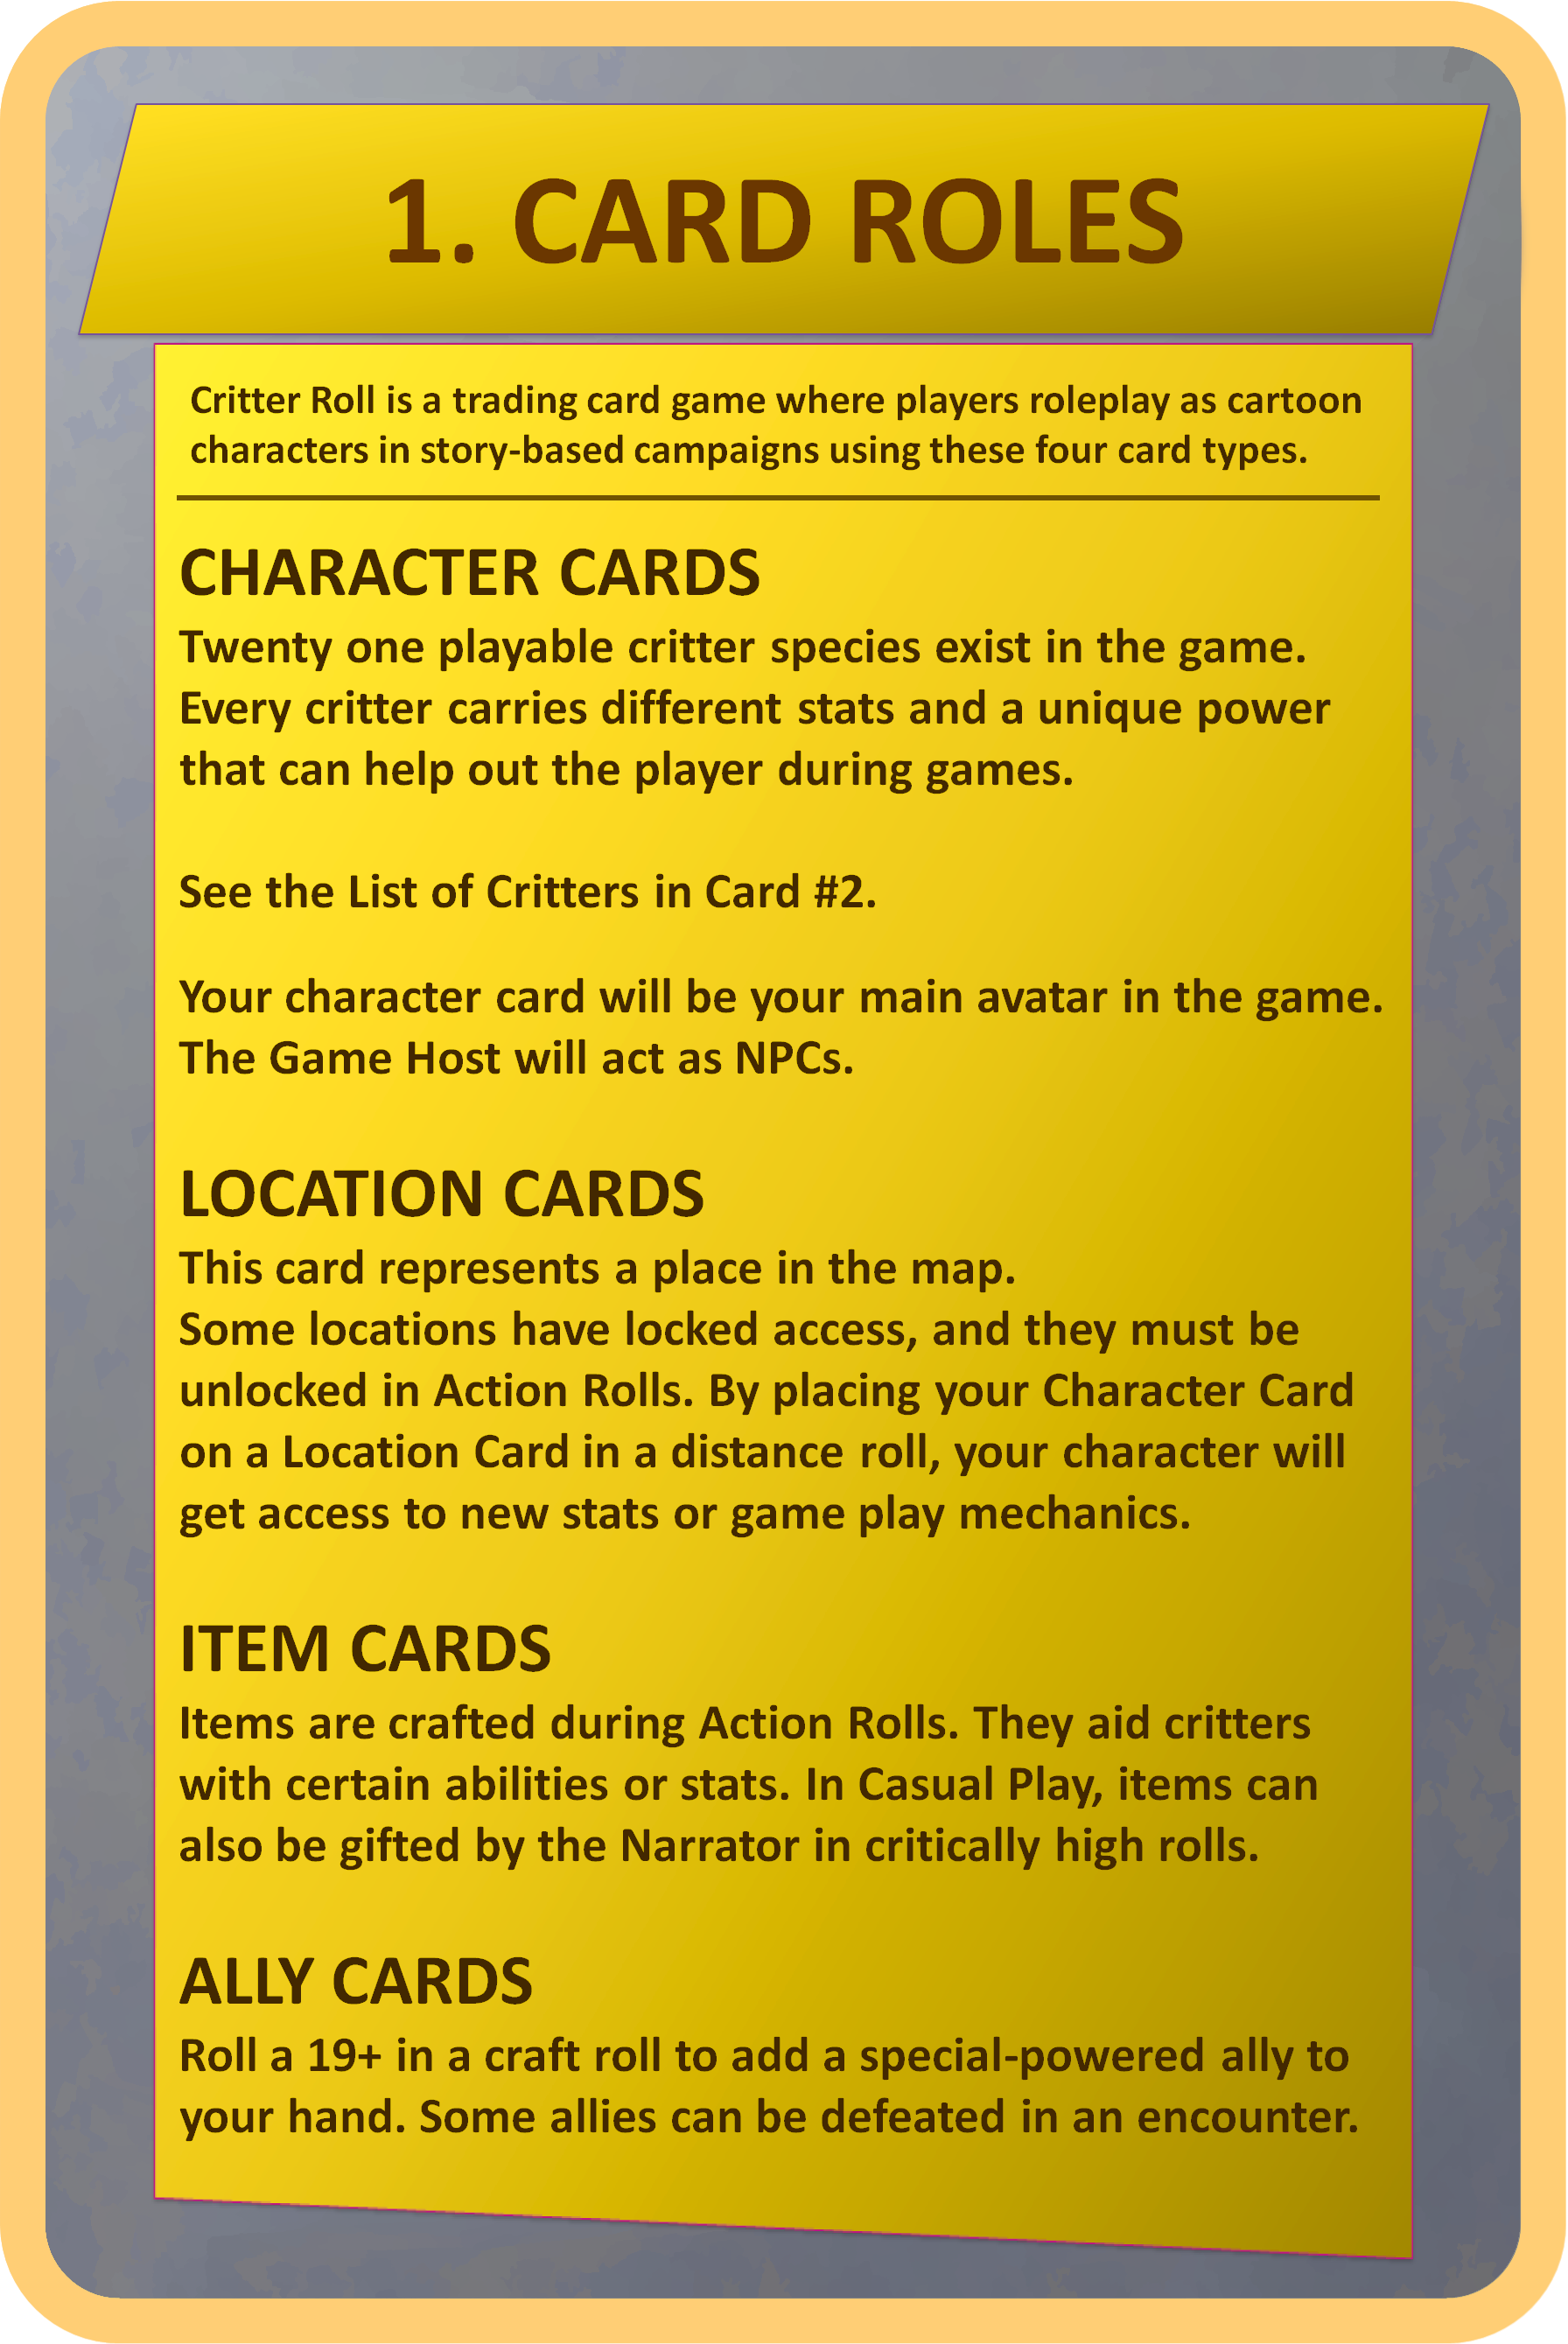 1. CARD ROLES
Critter Roll is a trading card game where players roleplay as cartoon
characters in story-based campaigns using these four card types.
CHARACTER CARDS
Twenty one playable critter species exist in the game.
Every critter carries different stats and a unique power
that can help out the player during games.
See the List of Critters in Card #2.
Your character card will be your main avatar in the game.
The Game Host will act as NPCs.
LOCATION CARDS
This card represents a place in the map.
Some locations have locked access, and they must be
unlocked in Action Rolls. By placing your Character Card
on a Location Card in a distance roll, your character will
get access to new stats or game play mechanics.
ITEM CARDS
Items are crafted during Action Rolls. They aid critters
with certain abilities or stats. In Casual Play, items can
also be gifted by the Narrator in critically high rolls.
ALLY CARDS
Roll a 19+ in a craft roll to add a special-powered ally to
your hand. Some allies can be defeated in an encounter.